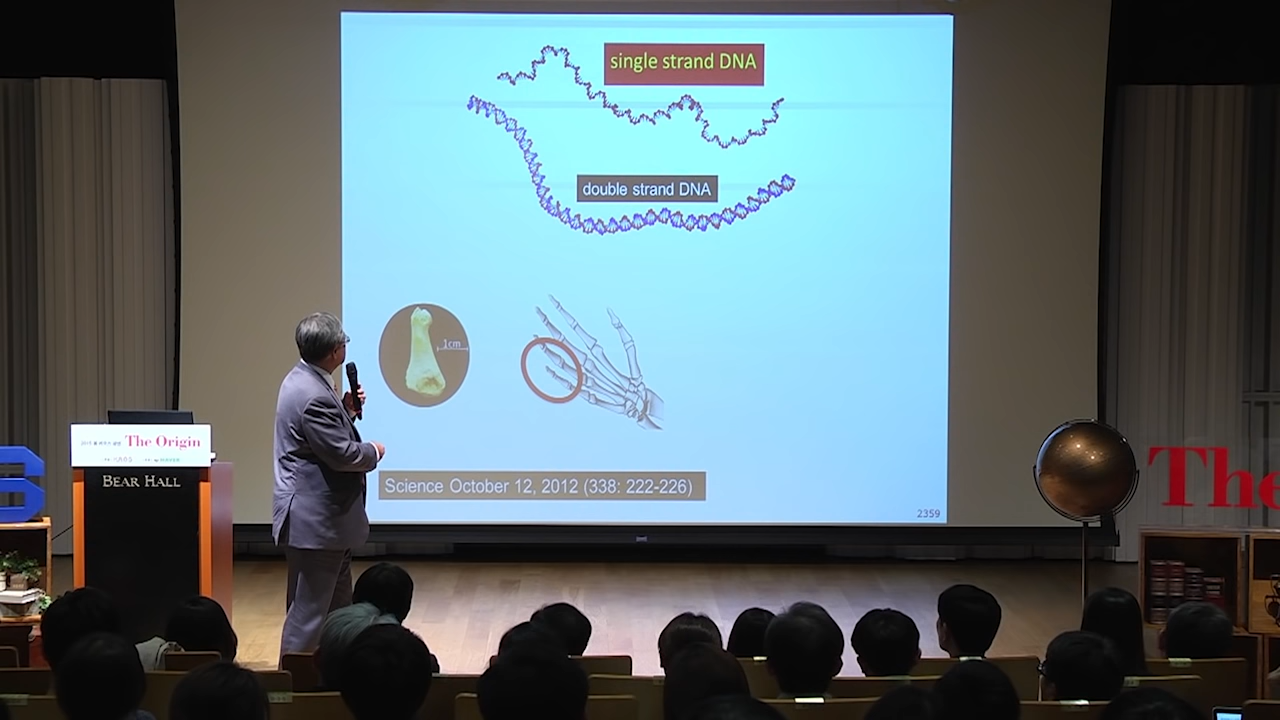 single strand DNA
double strand DNA
1cm
Science October 12, 2012 (338: 222-226)
2359
The Origin
BEAR HALL
S
The